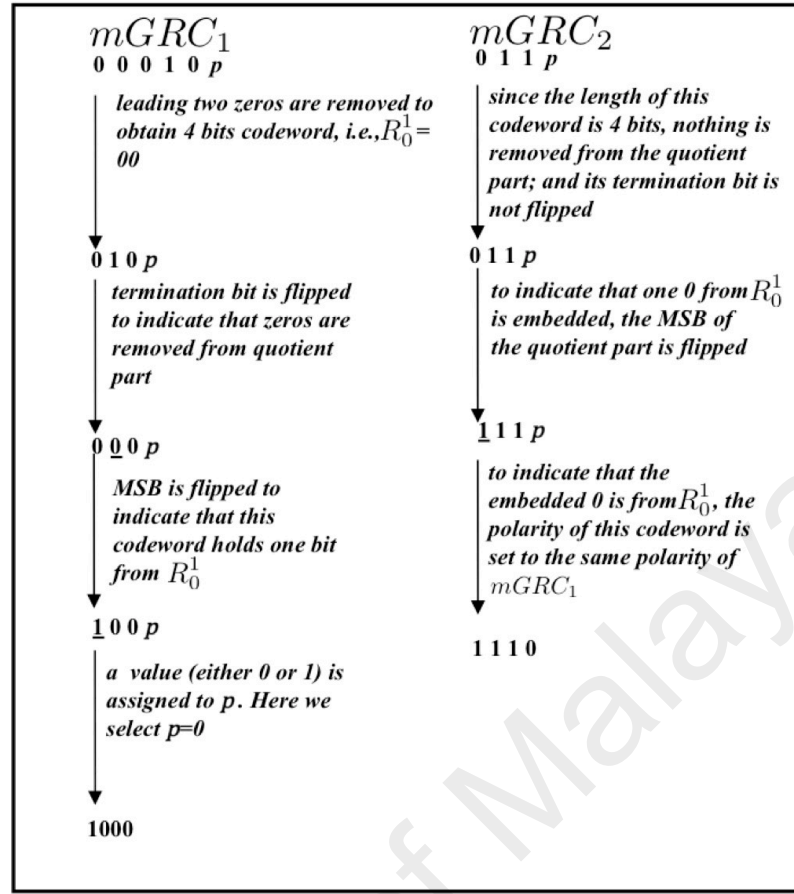 mGRC₁
0 0 0 1 0 p
leading two zeros are removed to
obtain 4 bits codeword, i.e.,R₀¹=
00
0 1 0 p
termination bit is flipped
to indicate that zeros are
removed from quotient
part
0 0 0 p
MSB is flipped to
indicate that this
codeword holds one bit
from R₀¹
1 0 0 p
a value (either 0 or 1) is
assigned to p. Here we
select p=0
1000
mGRC₂
0 1 1 p
since the length of this
codeword is 4 bits, nothing is
removed from the quotient
part; and its termination bit is
not flipped
0 1 1 p
to indicate that one 0 from R₀¹
is embedded, the MSB of
the quotient part is flipped
1 1 1 p
to indicate that the
embedded 0 is from R₀¹, the
polarity of this codeword is
set to the same polarity of
mGRC₁
1 1 1 0
of Malaya